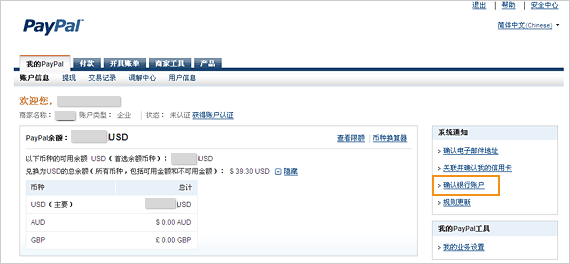 退出 | 帮助 | 安全中心
PayPal
简体中文(Chinese)
我的PayPal 付款 开具账单 商家工具 产品
账户信息 提现 交易记录 调解中心 用户信息
欢迎您,
商家名称: 账户类型: 企业 | 状态: 未认证 获得账户认证
PayPal余额: USD 查看限额 | 币种换算器
以下币种的可用余额 USD (首选余额币种): USD
兑换为USD的总余额(所有币种,包括可用金额和不可用金额): $ 39.30 USD 隐藏
币种 总计
USD (主要) USD
AUD $ 0.00 AUD
GBP £ 0.00 GBP
系统通知
确认电子邮件地址
关联并确认我的信用卡
确认银行账户
规则更新
我的PayPal工具
我的业务设置